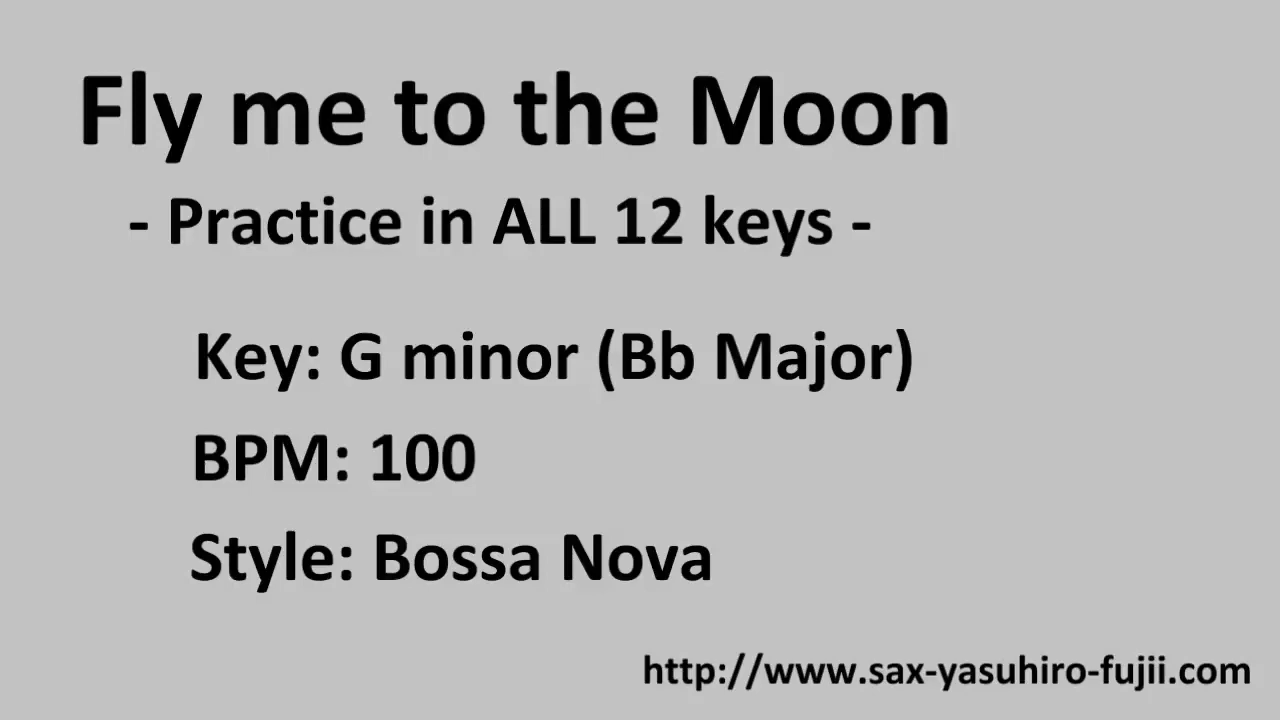 Fly me to the Moon
- Practice in ALL 12 keys -
Key: G minor (Bb Major)
BPM: 100
Style: Bossa Nova
http://www.sax-yasuhiro-fujii.com